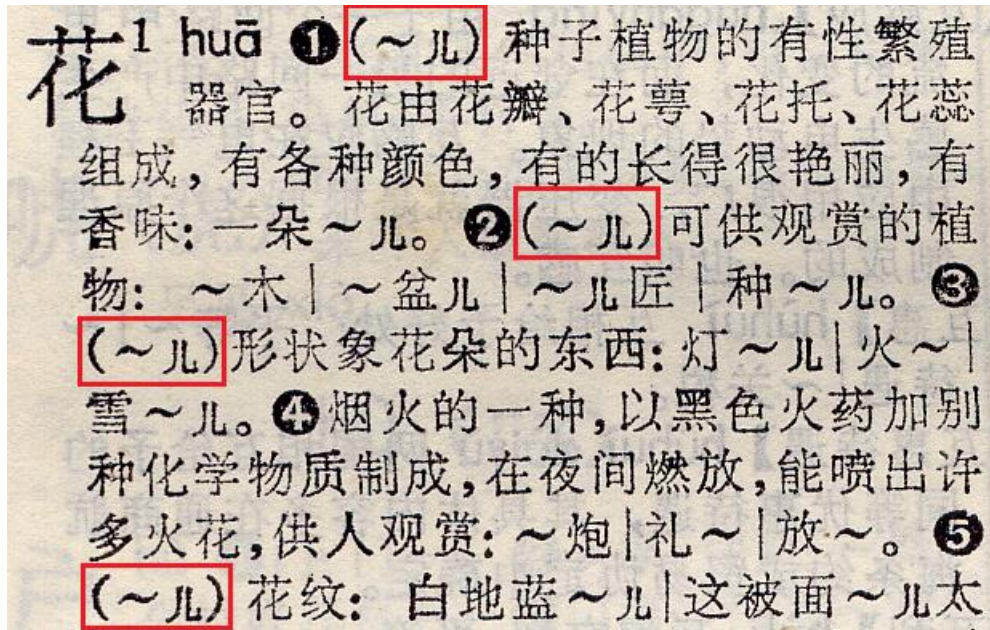 花¹ huā ❶(～儿) 种子植物的有性繁殖
器官。花由花瓣、花萼、花托、花蕊
组成,有各种颜色,有的长得很艳丽,有
香味:一朵～儿。❷(～儿)可供观赏的植
物: ～木|～盆儿|～儿匠|种～儿。❸
(～儿)形状象花朵的东西:灯～儿|火～|
雪～儿。❹烟火的一种,以黑色火药加别
种化学物质制成,在夜间燃放,能喷出许
多火花,供人观赏:～炮|礼～|放～。❺
(～儿)花纹: 白地蓝～儿|这被面～儿太